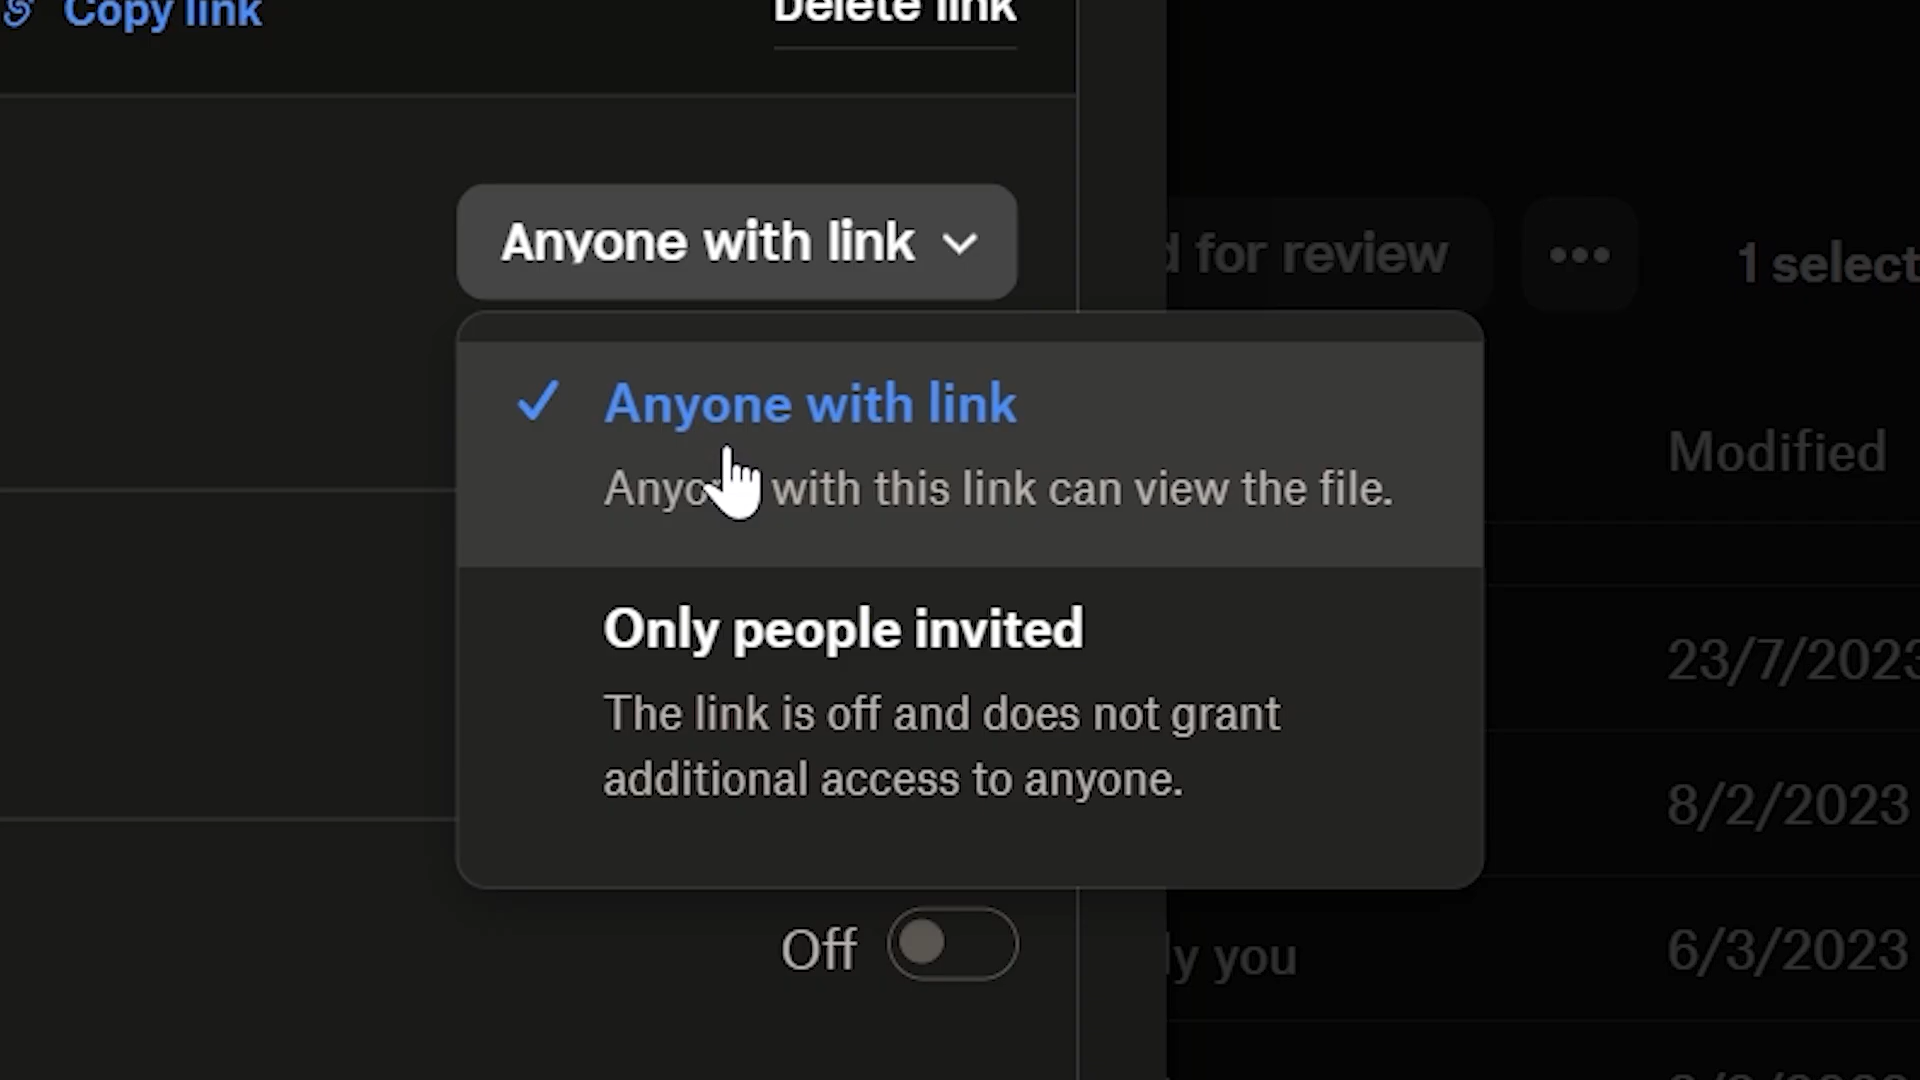 Copy link
Delete link
Anyone with link
for review
1 select
Anyone with link
Modified
with this link can view the file.
Only people invited
23/7/2023
The link is off and does not grant
additional access to anyone.
8/2/2023
Off
ly you
6/3/2023